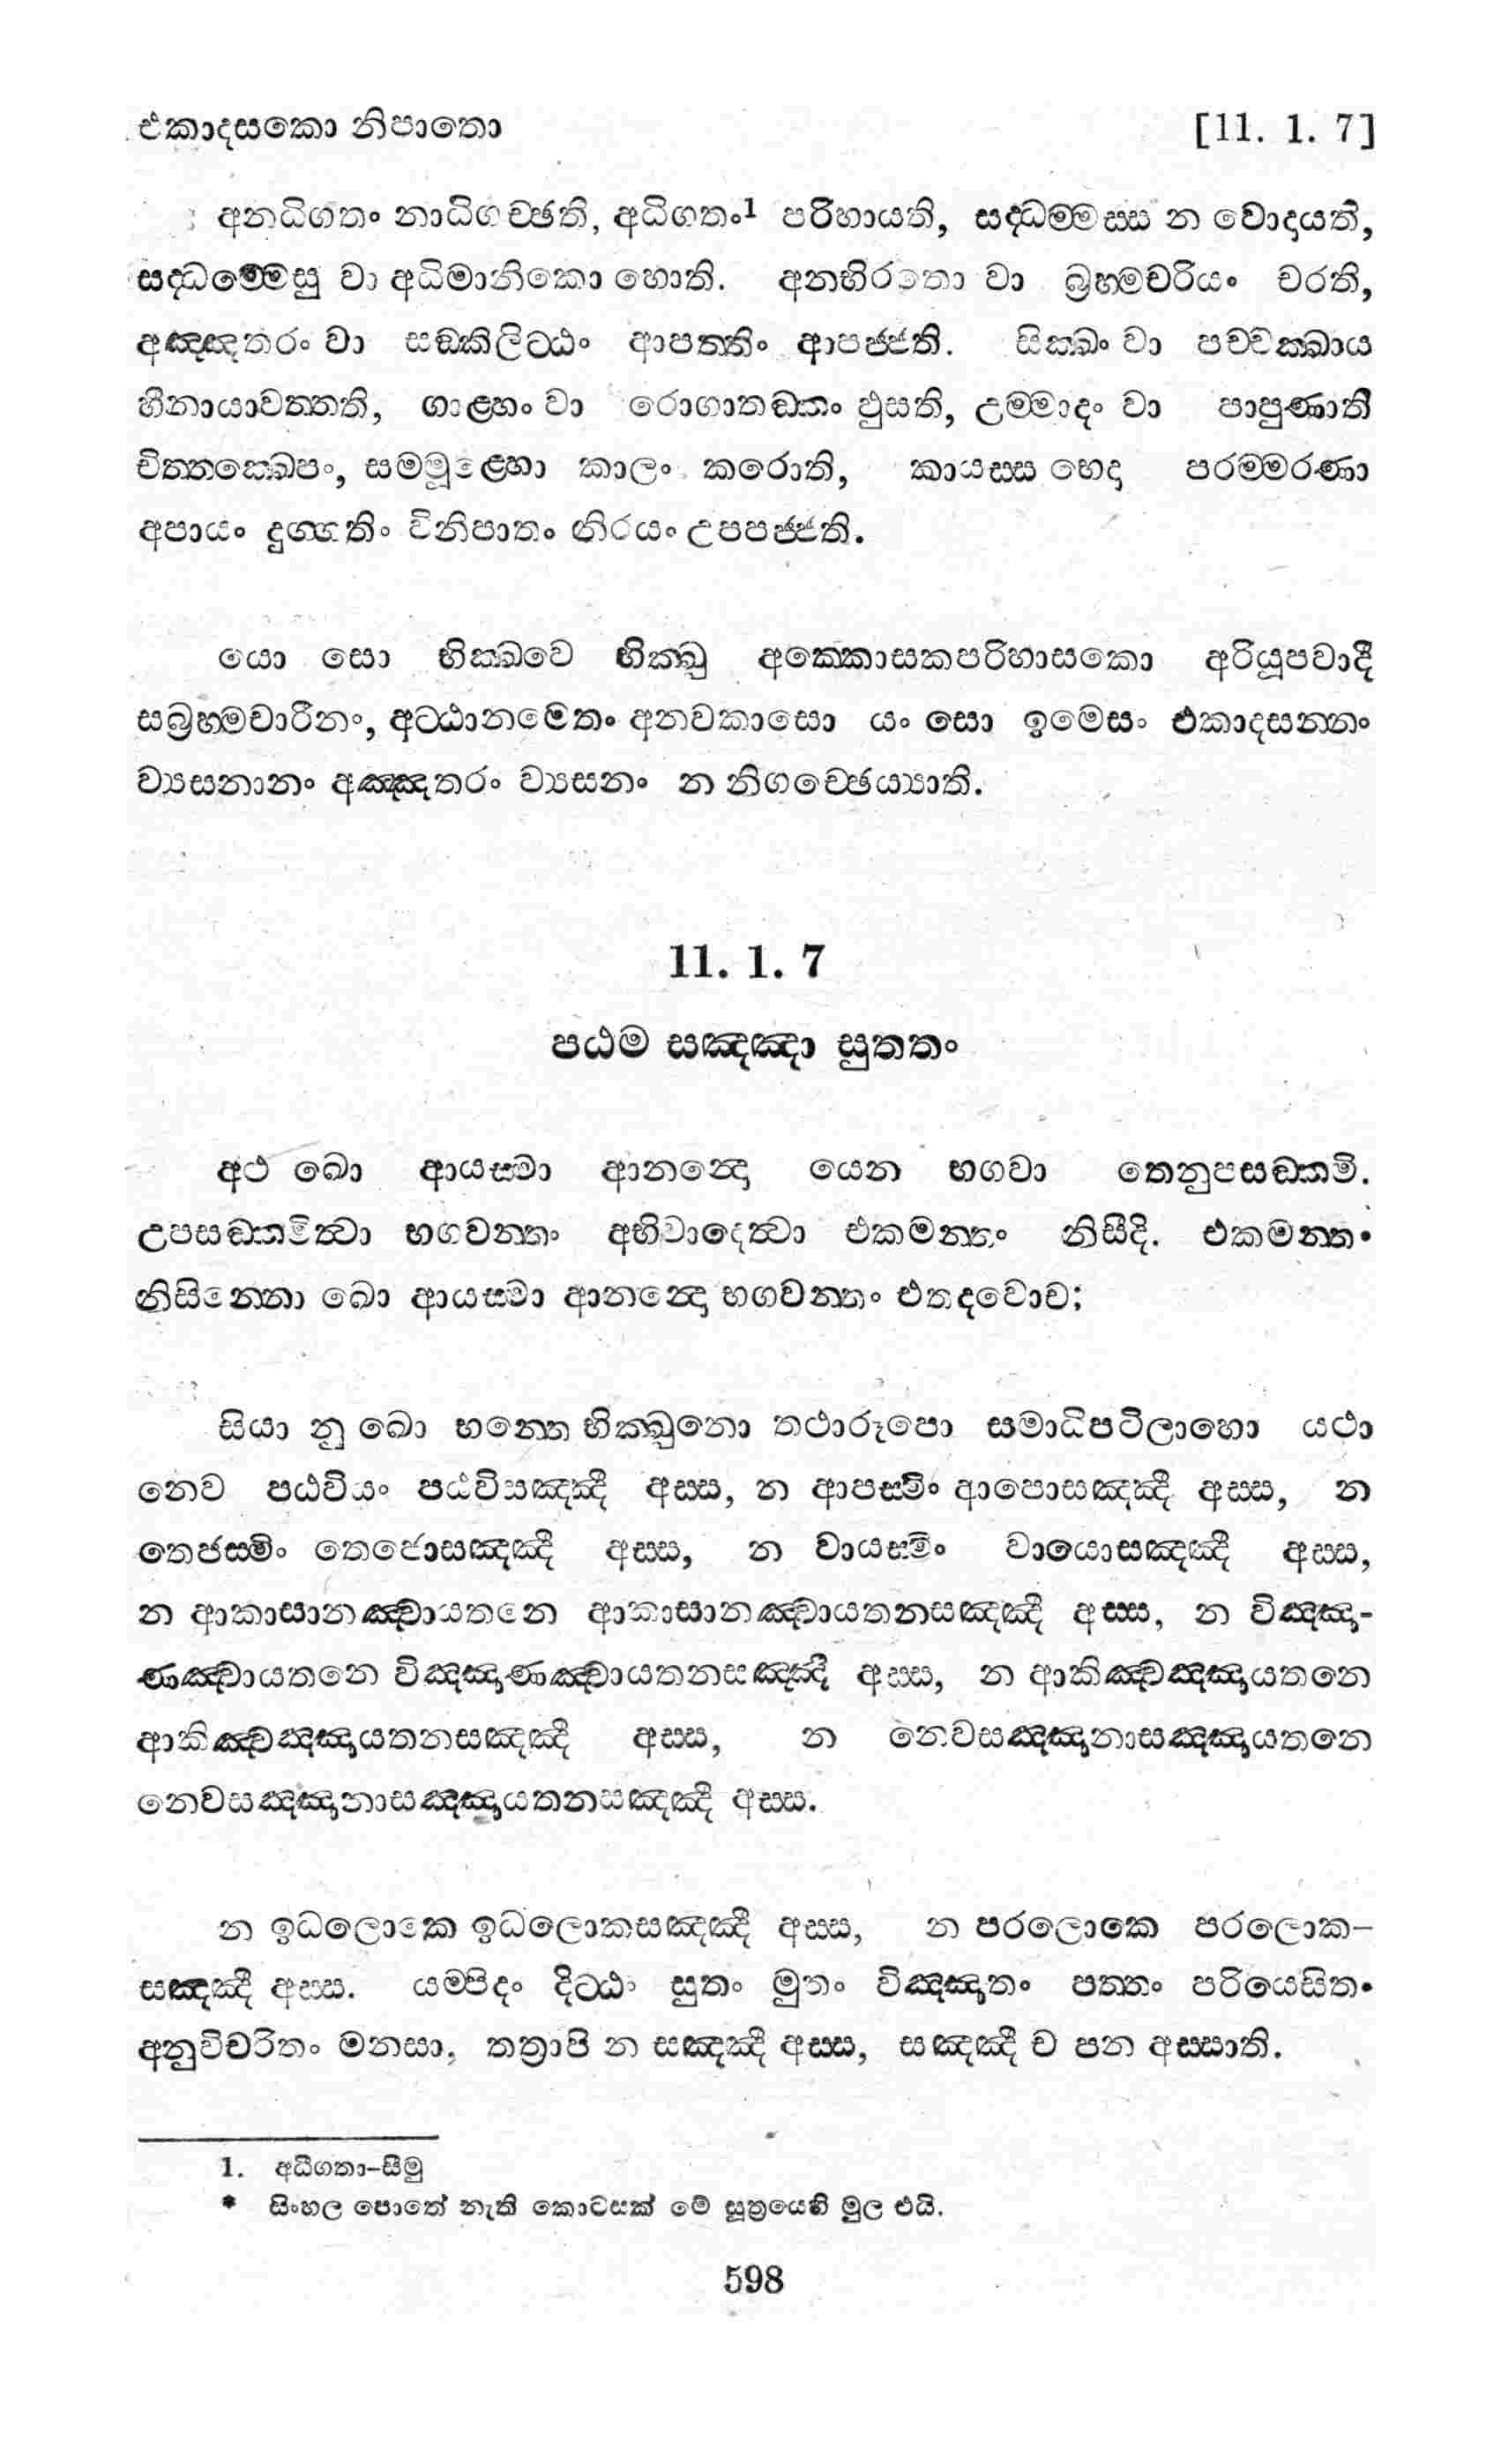 එකාදසකො නිපාතො [11. 1. 7]
අනධිගතං නාධිගච්ඡති, අධිගතං1 පරිහායති, සද්ධම්මස්ස න වොදායති,
සද්ධම්මෙසු වා අධිමානිකො හොති. අනභිරතො වා බ්‍රහ්මචරියං චරති,
අඤ්ඤතරං වා සඞ්කිලිට්ඨං ආපත්තිං ආපජ්ජති. සික්ඛං වා පච්චක්ඛාය
හීනායාවත්තති, ගාළ්හං වා රොගාතඞ්කං ඵුසති, උම්මාදං වා පාපුණාති
චිත්තක්ඛෙපං, සම්මූළ්හො කාලං කරොති, කායස්ස භෙදා පරම්මරණා
අපායං දුග්ගතිං විනිපාතං නිරයං උපපජ්ජති.
යො සො භික්ඛවෙ භික්ඛු අක්කොසකපරිහාසකො අරියූපවාදී
සබ්‍රහ්මචාරීනං, අට්ඨානමෙතං අනවකාසො යං සො ඉමෙසං එකාදසන්නං
ව්‍යසනානං අඤ්ඤතරං ව්‍යසනං න නිගච්ඡෙය්‍යාති.
11. 1. 7
පඨම සඤ්ඤා සුත්තං
අථ ඛො ආයස්මා ආනන්දො යෙන භගවා තෙනුපසඞ්කමි.
උපසඞ්කමිත්වා භගවන්තං අභිවාදෙත්වා එකමන්තං නිසීදි. එකමන්තං
නිසින්නො ඛො ආයස්මා ආනන්දො භගවන්තං එතදවොච;
සියා නු ඛො භන්තෙ භික්ඛුනො තථාරූපො සමාධිපටිලාභො යථා
නෙව පඨවියං පඨවිසඤ්ඤී අස්ස, න ආපස්මිං ආපොසඤ්ඤී අස්ස, න
තෙජස්මිං තෙජොසඤ්ඤී අස්ස, න වායස්මිං වායොසඤ්ඤී අස්ස,
න ආකාසානඤ්චායතනෙ ආකාසානඤ්චායතනසඤ්ඤී අස්ස, න විඤ්ඤා-
ණඤ්චායතනෙ විඤ්ඤාණඤ්චායතනසඤ්ඤී අස්ස, න ආකිඤ්චඤ්ඤායතනෙ
ආකිඤ්චඤ්ඤායතනසඤ්ඤී අස්ස, න නෙවසඤ්ඤානාසඤ්ඤායතනෙ
නෙවසඤ්ඤානාසඤ්ඤායතනසඤ්ඤී අස්ස.
න ඉධලොකෙ ඉධලොකසඤ්ඤී අස්ස, න පරලොකෙ පරලොක-
සඤ්ඤී අස්ස. යම්පිදං දිට්ඨං සුතං මුතං විඤ්ඤාතං පත්තං පරියෙසිතං
අනුවිචරිතං මනසා, තත්‍රාපි න සඤ්ඤී අස්ස, සඤ්ඤී ච පන අස්සාති.
1. අධිගතා-සීමු
* සිංහල පොතේ නැති කොටසක් මේ සූත්‍රයෙහි මුල එයි.
598